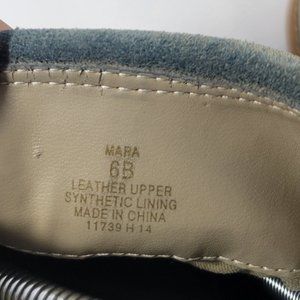 MARA
6B
LEATHER UPPER
SYNTHETIC LINING
MADE IN CHINA
11739 H 14